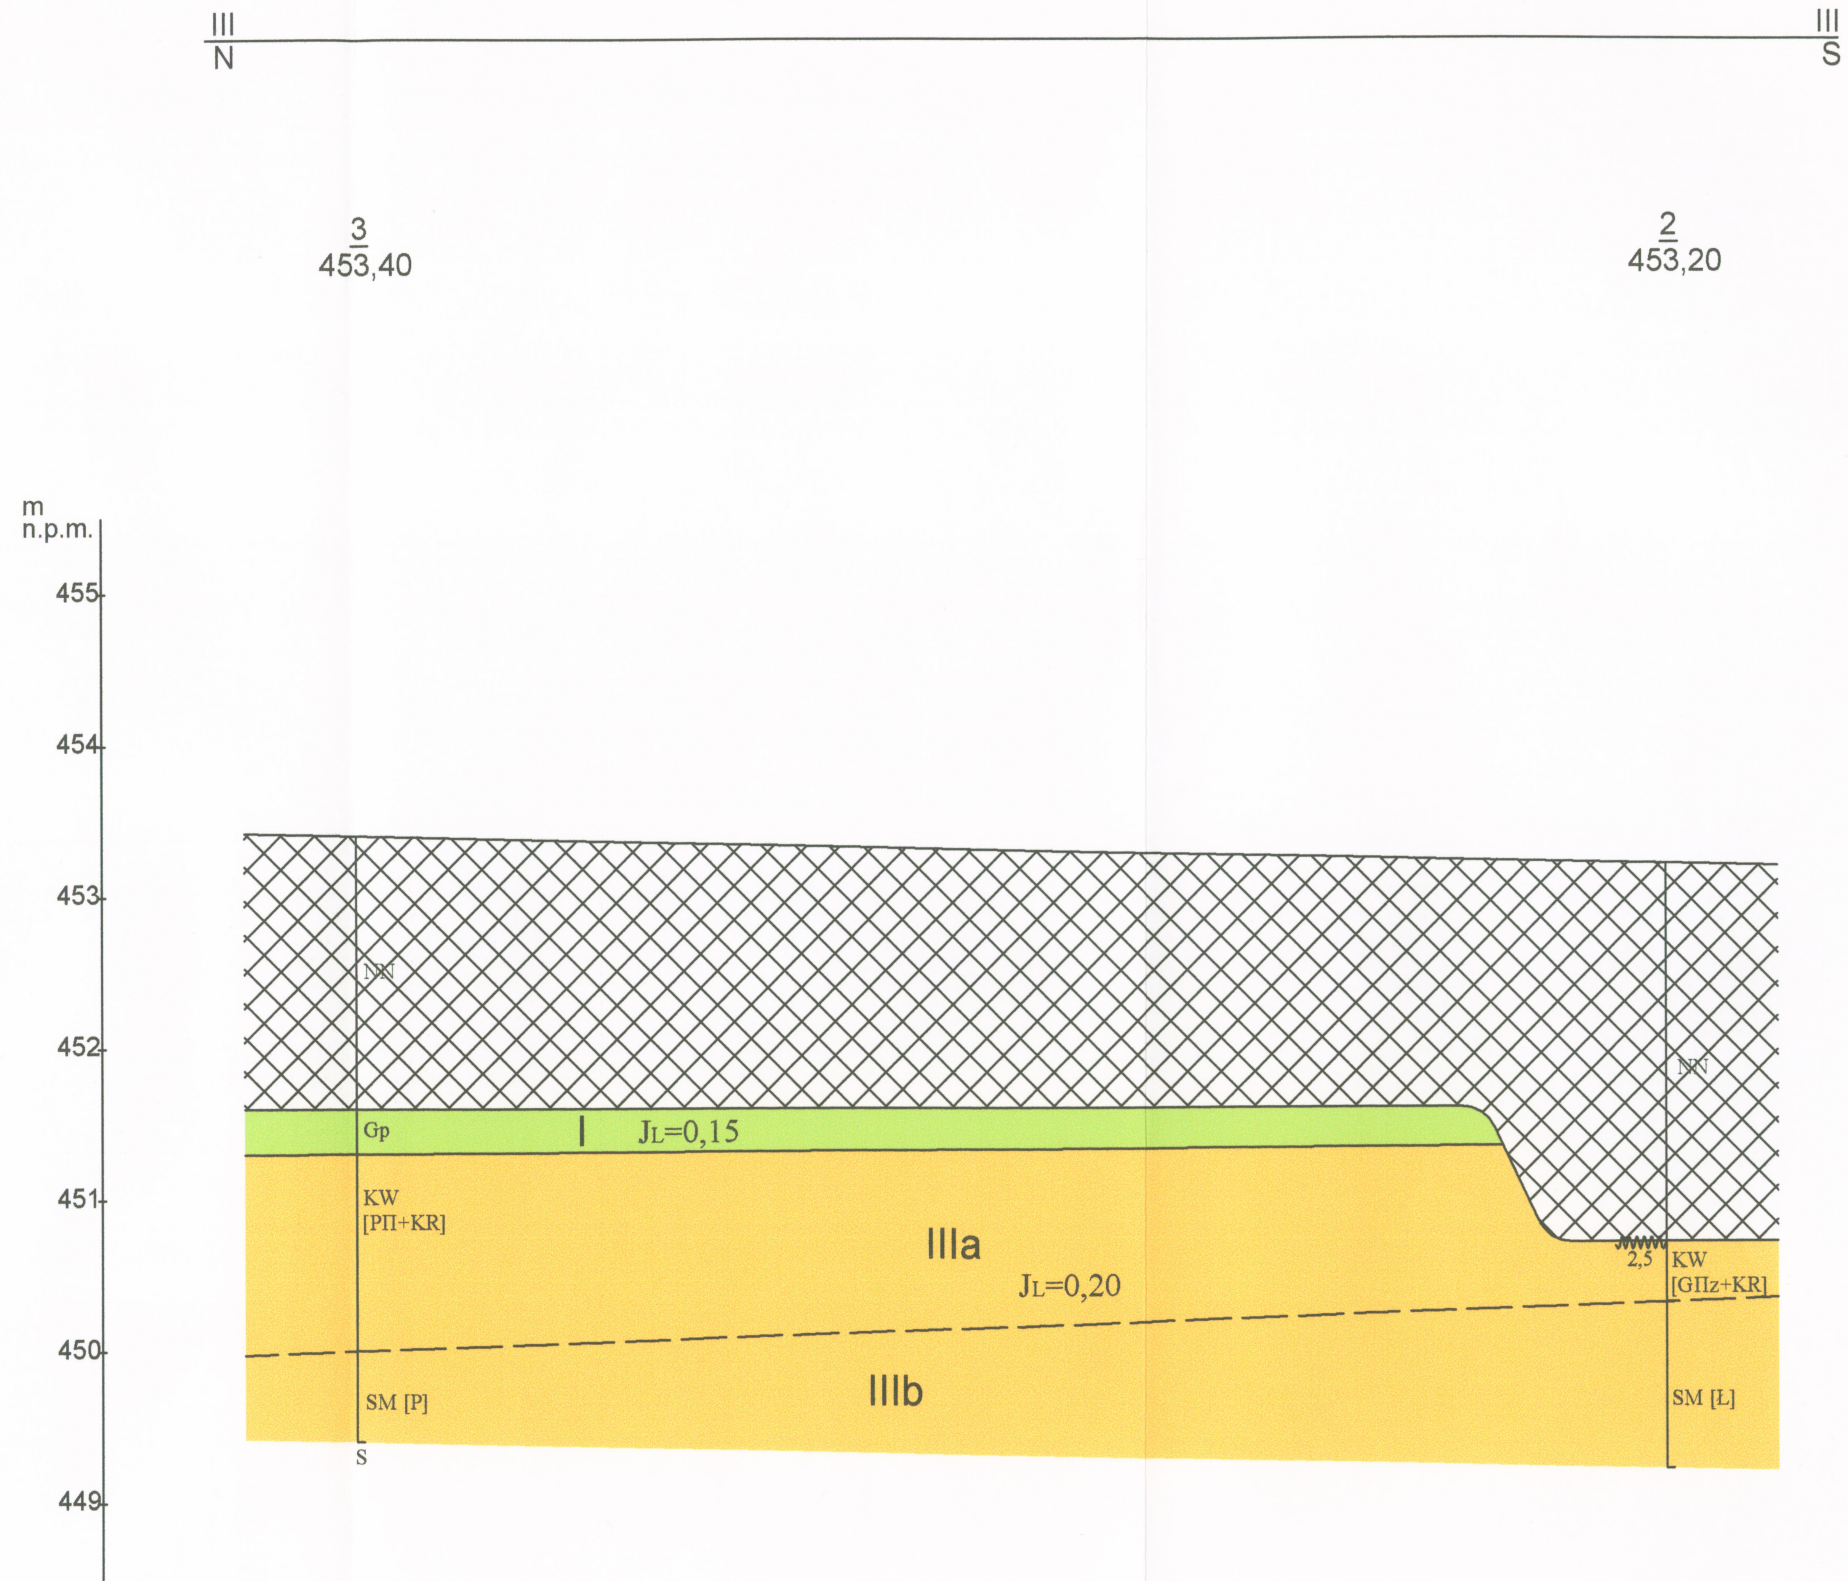 III
III
N
S
3
453,40
2
453,20
m
n.p.m.
455
454
453
452
451
450
449
NN
NN
Gp
I
JL=0,15
KW
[PΠ+KR]
IIIa
JL=0,20
2,5
KW
[GΠz+KR]
IIIb
SM [P]
SM [Ł]
S